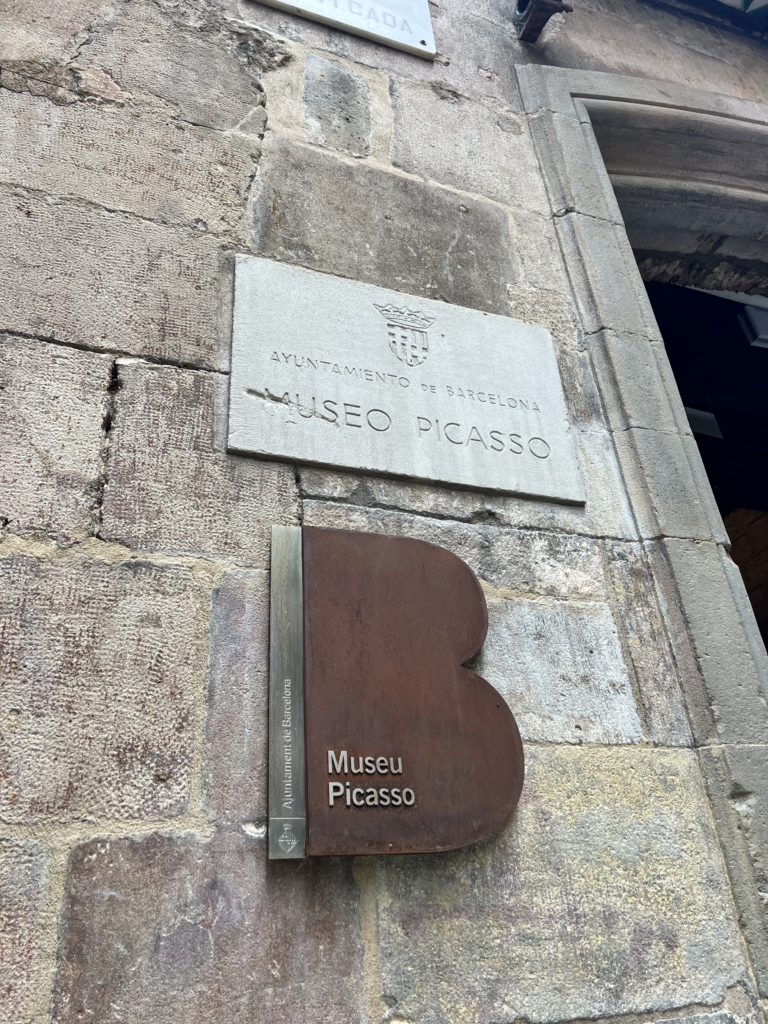 AYUNTAMIENTO DE BARCELONA
MUSEO PICASSO
Ajuntament de Barcelona
Museu
Picasso